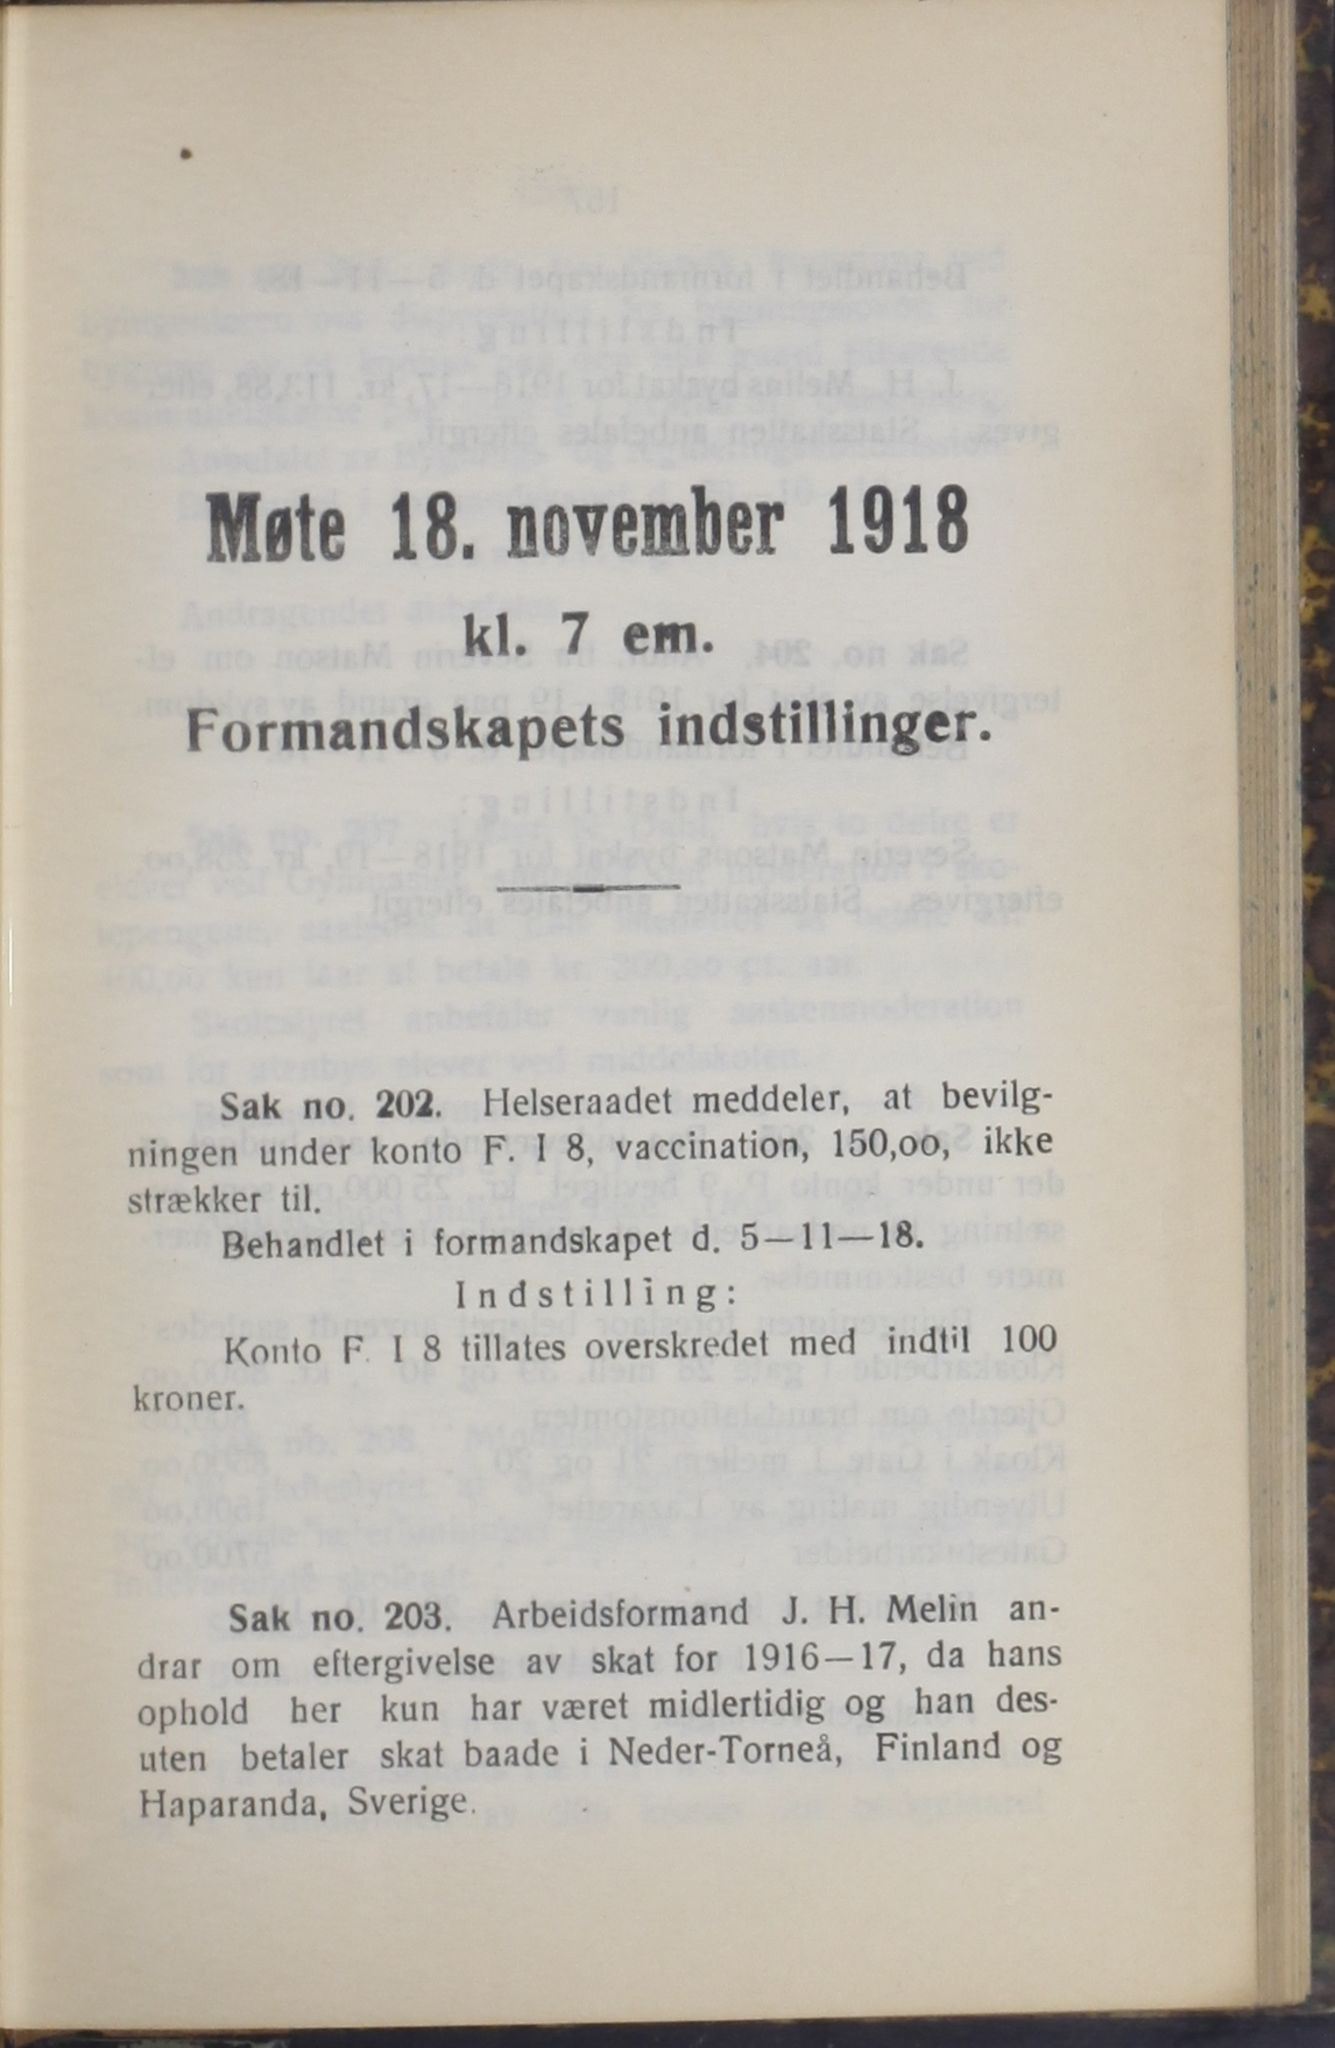 Møte 18. november 1918
kl. 7 em.
Formandskapets indstillinger.
Sak no. 202. Helseraadet meddeler, at bevilg-
ningen under konto F. I 8, vaccination, 150,oo, ikke
strækker til.
Behandlet i formandskapet d. 5—11—18.
Indstilling:
Konto F. I 8 tillates overskredet med indtil 100
kroner.
Sak no. 203. Arbeidsformand J. H. Melin an-
drar om eftergivelse av skat for 1916—17, da hans
ophold her kun har været midlertidig og han des-
uten betaler skat baade i Neder-Torneå, Finland og
Haparanda, Sverige.